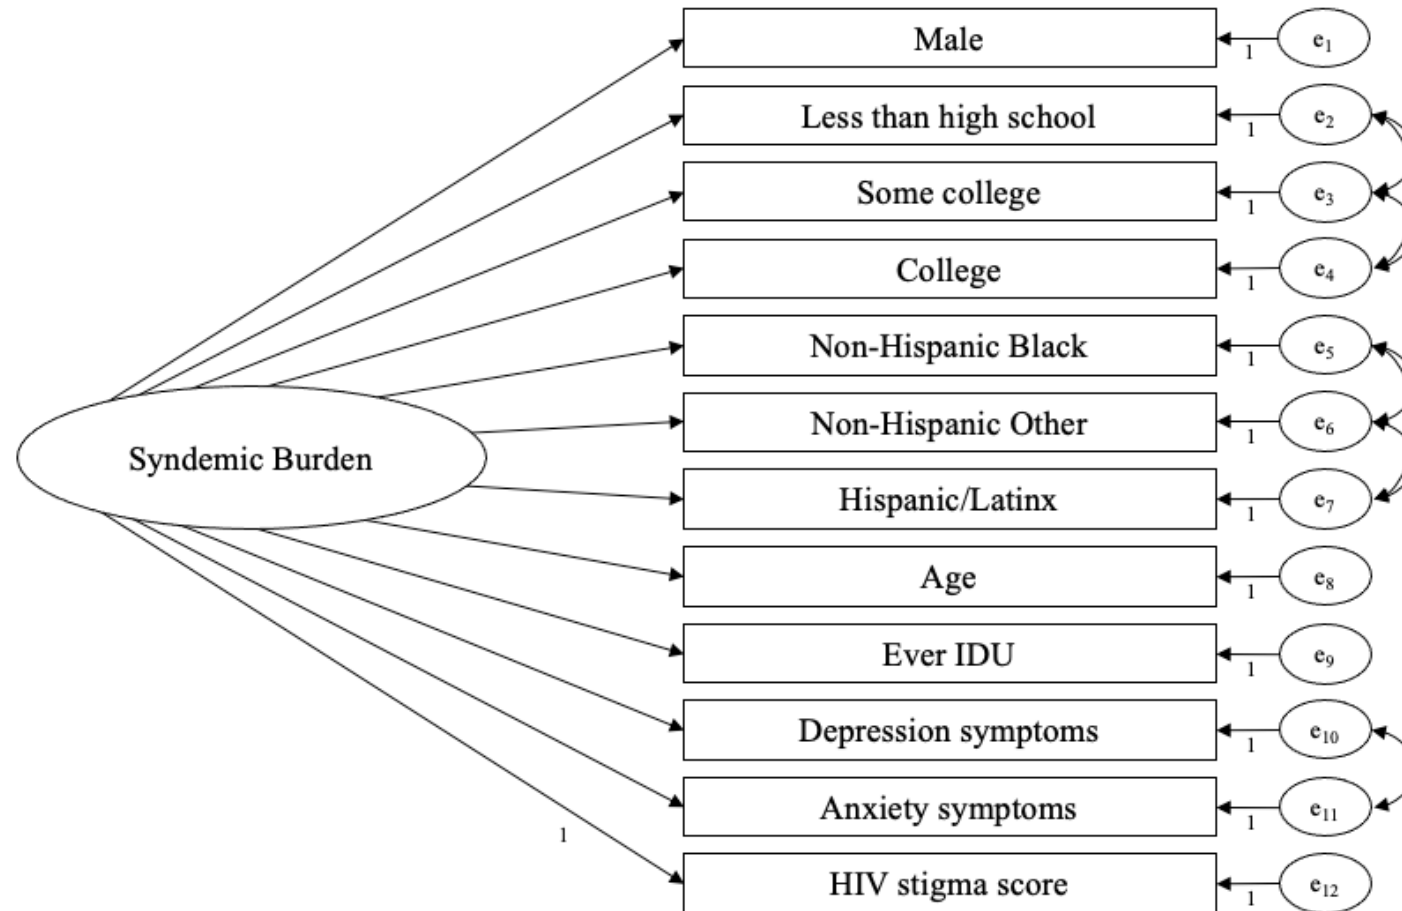 Male
1
e₁
Less than high school
1
e₂
Some college
1
e₃
College
1
e₄
Non-Hispanic Black
1
e₅
Non-Hispanic Other
1
e₆
Syndemic Burden
Hispanic/Latinx
1
e₇
Age
1
e₈
Ever IDU
1
e₉
Depression symptoms
1
e₁₀
Anxiety symptoms
1
e₁₁
1
HIV stigma score
1
e₁₂